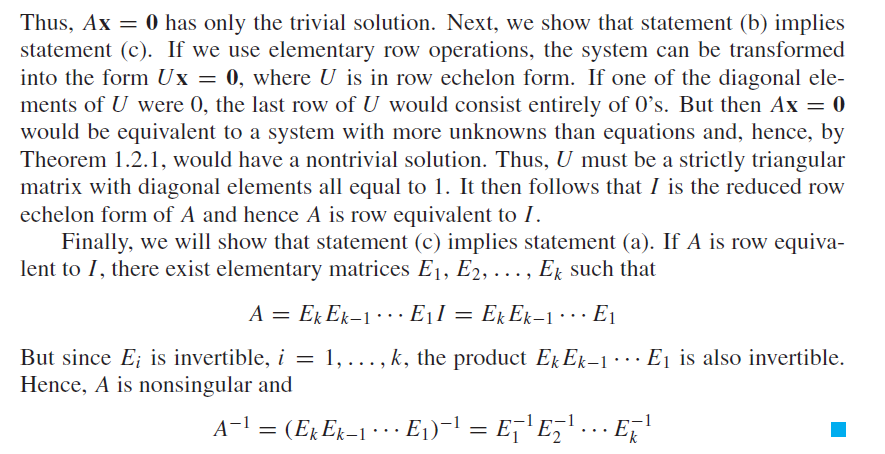 Thus, Ax = 0 has only the trivial solution. Next, we show that statement (b) implies
statement (c). If we use elementary row operations, the system can be transformed
into the form Ux = 0, where U is in row echelon form. If one of the diagonal ele-
ments of U were 0, the last row of U would consist entirely of 0’s. But then Ax = 0
would be equivalent to a system with more unknowns than equations and, hence, by
Theorem 1.2.1, would have a nontrivial solution. Thus, U must be a strictly triangular
matrix with diagonal elements all equal to 1. It then follows that I is the reduced row
echelon form of A and hence A is row equivalent to I.
Finally, we will show that statement (c) implies statement (a). If A is row equiva-
lent to I, there exist elementary matrices E₁, E₂, . . . , Eₖ such that
A = EₖEₖ₋₁ · · · E₁I = EₖEₖ₋₁ · · · E₁
But since Eᵢ is invertible, i = 1, . . . , k, the product EₖEₖ₋₁ · · · E₁ is also invertible.
Hence, A is nonsingular and
A⁻¹ = (EₖEₖ₋₁ · · · E₁)⁻¹ = E₁⁻¹E₂⁻¹ · · · Eₖ⁻¹